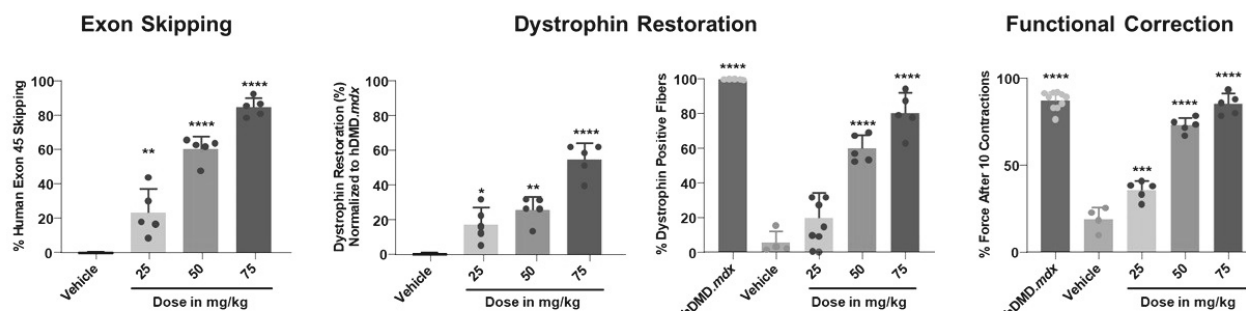 Exon Skipping
Dystrophin Restoration
Functional Correction
% Human Exon 45 Skipping
100
80
60
40
20
0
**
****
****
Vehicle
25
50
75
Dose in mg/kg
Dystrophin Restoration (%)
Normalized to hDMD.mdx
100
80
60
40
20
0
*
**
****
Vehicle
25
50
75
Dose in mg/kg
% Dystrophin Positive Fibers
100
80
60
40
20
0
****
****
****
hDMD.mdx
Vehicle
25
50
75
Dose in mg/kg
% Force After 10 Contractions
100
50
0
****
***
****
****
hDMD.mdx
Vehicle
25
50
75
Dose in mg/kg